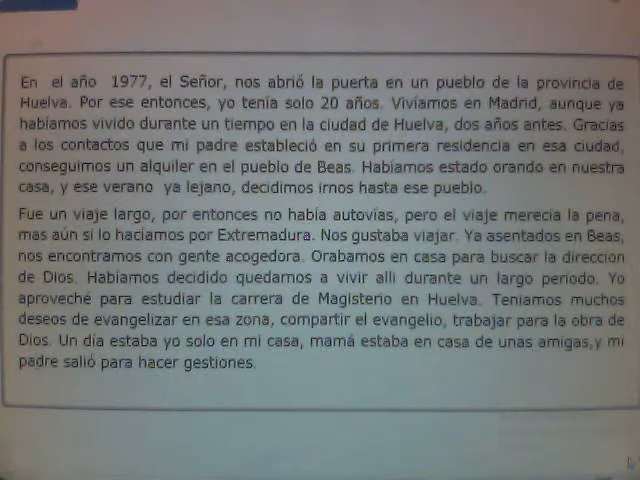 En el año 1977, el Señor, nos abrió la puerta en un pueblo de la provincia de
Huelva. Por ese entonces, yo tenía solo 20 años. Vivíamos en Madrid, aunque ya
habíamos vivido durante un tiempo en la ciudad de Huelva, dos años antes. Gracias
a los contactos que mi padre estableció en su primera residencia en esa ciudad,
conseguimos un alquiler en el pueblo de Beas. Habíamos estado orando en nuestra
casa, y ese verano ya lejano, decidimos irnos hasta ese pueblo.
Fue un viaje largo, por entonces no había autovías, pero el viaje merecía la pena,
mas aún si lo hacíamos por Extremadura. Nos gustaba viajar. Ya asentados en Beas,
nos encontramos con gente acogedora. Orabamos en casa para buscar la direccion
de Dios. Habíamos decidido quedarnos a vivir allí durante un largo periodo. Yo
aproveché para estudiar la carrera de Magisterio en Huelva. Teníamos muchos
deseos de evangelizar en esa zona, compartir el evangelio, trabajar para la obra de
Dios. Un día estaba yo solo en mi casa, mamá estaba en casa de unas amigas,y mi
padre salió para hacer gestiones.